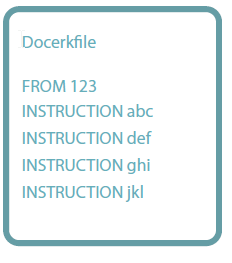 Docerkfile
FROM 123
INSTRUCTION abc
INSTRUCTION def
INSTRUCTION ghi
INSTRUCTION jkl